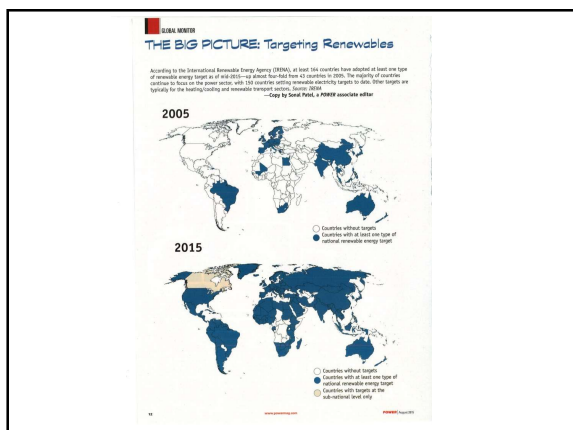 GLOBAL MONITOR
THE BIG PICTURE: Targeting Renewables
According to the International Renewable Energy Agency (IRENA), at least 164 countries have adopted at least one type
of renewable energy target as of mid-2015—up almost four-fold from 43 countries in 2005. The majority of countries
continue to focus on the power sector, with 150 countries setting renewable electricity targets to date. Other targets are
typically for the heating/cooling and renewable transport sectors. Source: IRENA
—Copy by Sonal Patel, a POWER associate editor
2005
Countries without targets
Countries with at least one type of
national renewable energy target
2015
Countries without targets
Countries with at least one type of
national renewable energy target
Countries with targets at the
sub-national level only
12
www.powermag.com
POWER August 2015